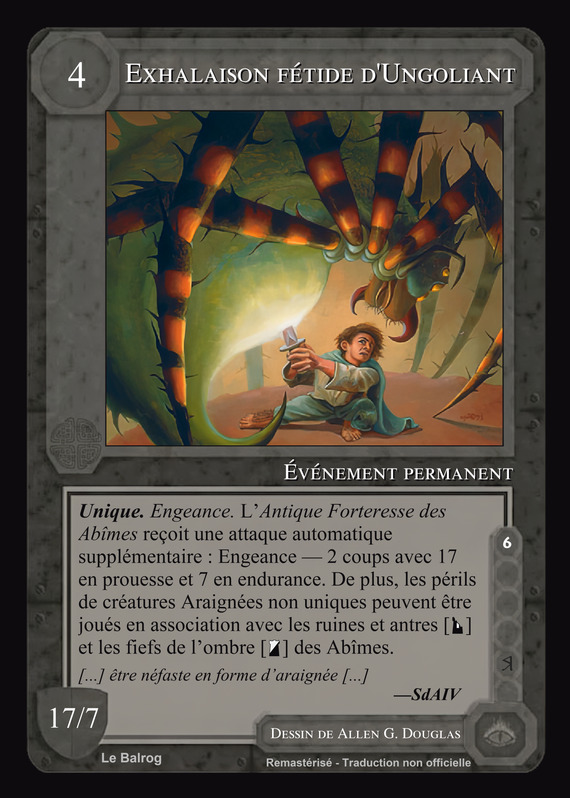 4
EXHALAISON FÉTIDE D'UNGOLIANT
ÉVÉNEMENT PERMANENT
Unique. Engeance. L'Antique Forteresse des
Abîmes reçoit une attaque automatique
supplémentaire : Engeance — 2 coups avec 17
en prouesse et 7 en endurance. De plus, les périls
de créatures Araignées non uniques peuvent être
joués en association avec les ruines et antres [ ]
et les fiefs de l'ombre [ ] des Abîmes.
[...] être néfaste en forme d'araignée [...]
—SdAIV
6
17/7
DESSIN DE ALLEN G. DOUGLAS
Le Balrog
Remastérisé - Traduction non officielle